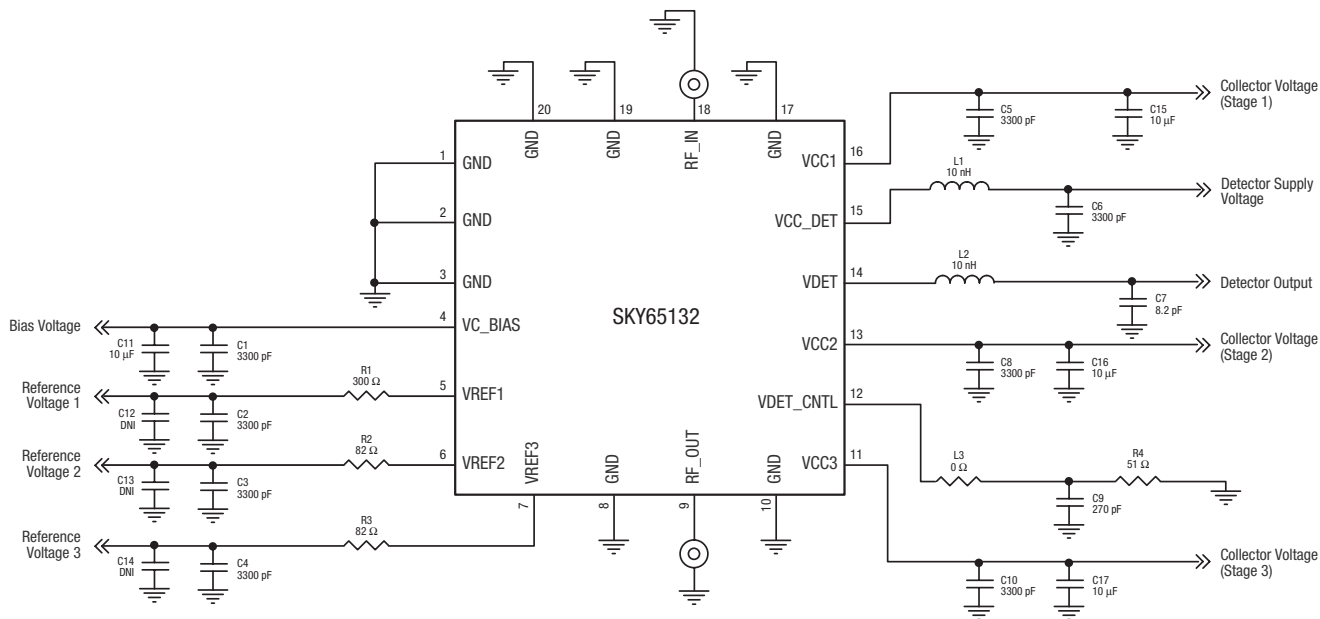 20
19
18
17
GND
GND
RF_IN
GND
1
GND
2
GND
3
GND
4
VC_BIAS
5
VREF1
6
VREF2
7
VREF3
8
GND
9
RF_OUT
10
GND
11
VCC3
12
VDET_CNTL
13
VCC2
14
VDET
15
VCC_DET
16
VCC1
SKY65132
Bias Voltage
C11
10 µF
C1
3300 pF
Reference
Voltage 1
C12
DNI
C2
3300 pF
R1
300 Ω
Reference
Voltage 2
C13
DNI
C3
3300 pF
R2
82 Ω
Reference
Voltage 3
C14
DNI
C4
3300 pF
R3
82 Ω
C5
3300 pF
C15
10 µF
Collector Voltage
(Stage 1)
L1
10 nH
C6
3300 pF
Detector Supply
Voltage
L2
10 nH
C7
8.2 pF
Detector Output
C8
3300 pF
C16
10 µF
Collector Voltage
(Stage 2)
L3
0 Ω
C9
270 pF
R4
51 Ω
C10
3300 pF
C17
10 µF
Collector Voltage
(Stage 3)